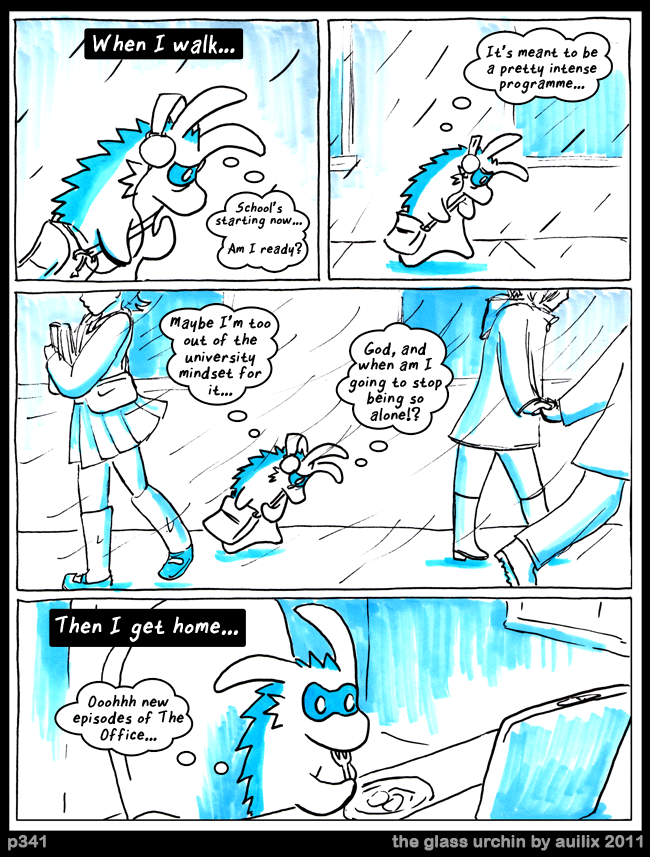 When I walk...
School's
starting now...
Am I ready?
It's meant to be
a pretty intense
programme...
Maybe I'm too
out of the
university
mindset for
it...
God, and
when am I
going to stop
being so
alone!?
Then I get home...
Ooohhh new
episodes of The
Office...
p341
the glass urchin by auilix 2011